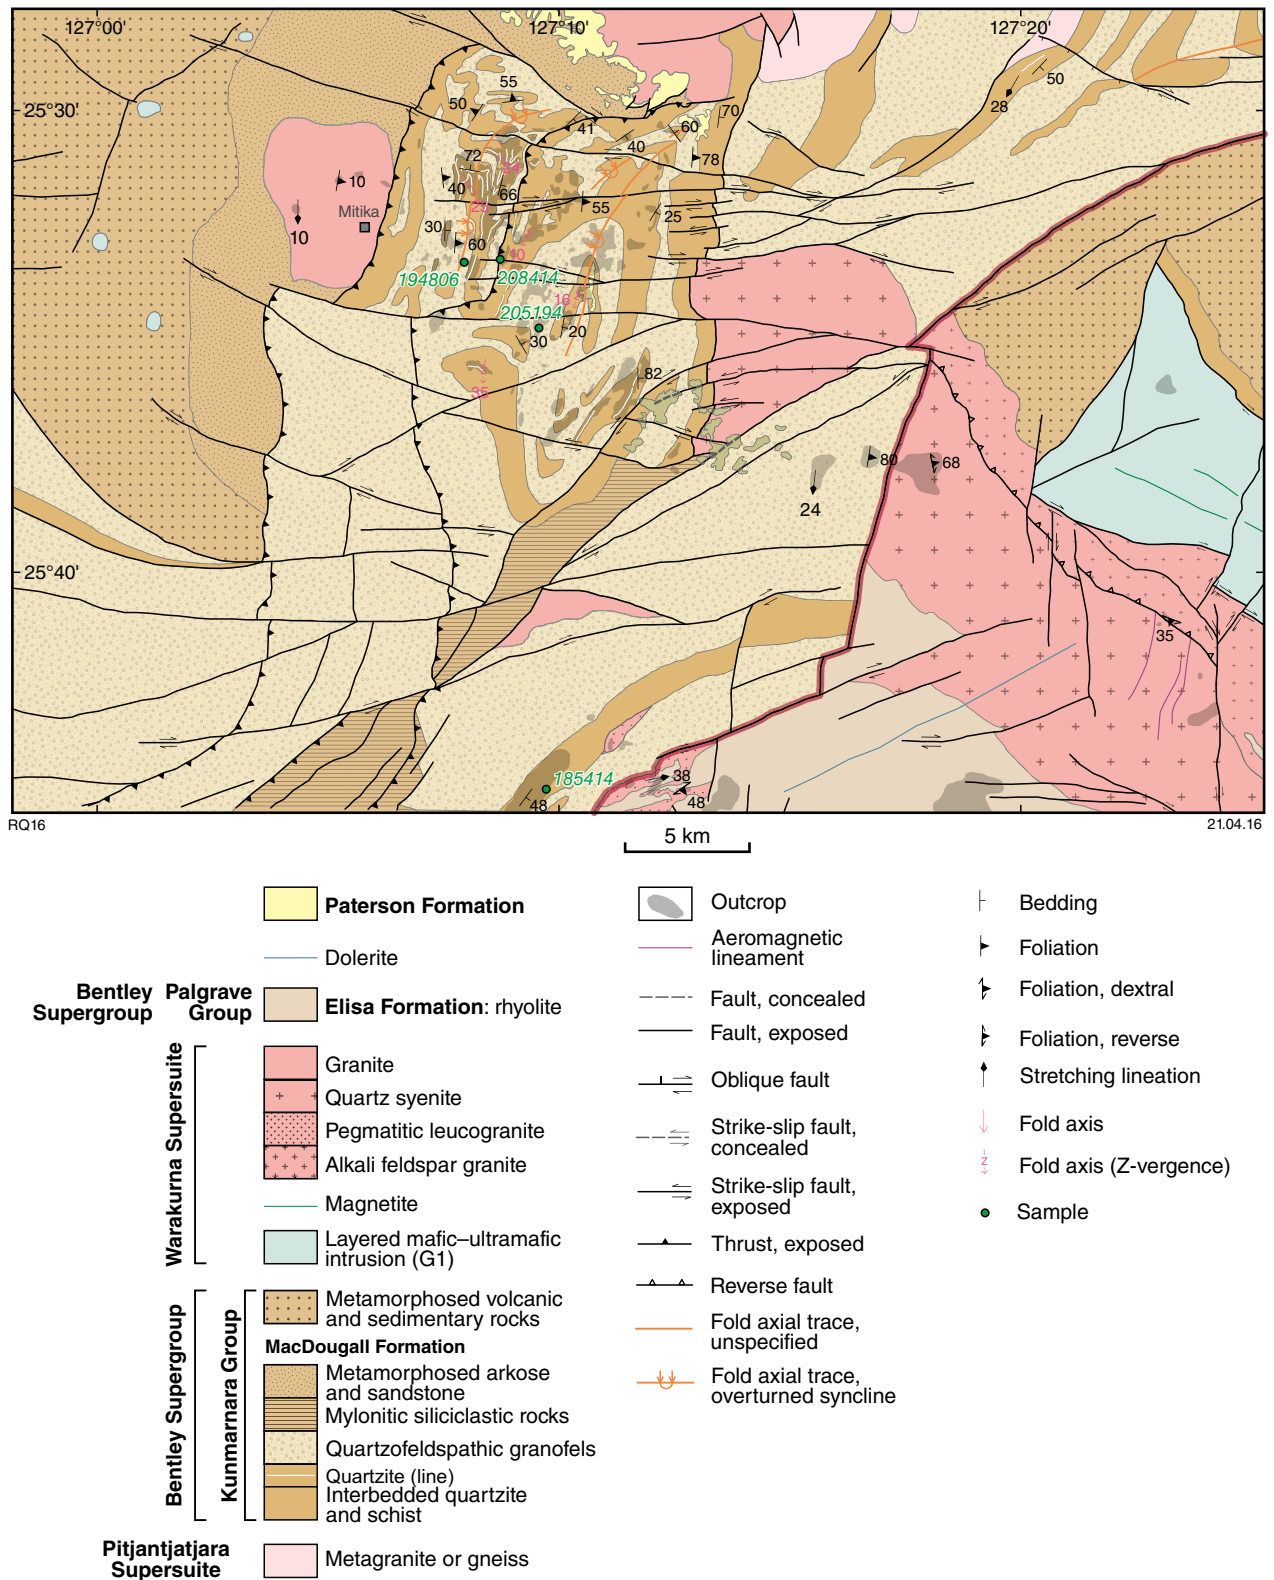 127°00'
127°10'
127°20'
55
50
50
28
70
25°30'
41
60
40
72
78
10
40
66
Mitika
29
55
25
30
10
60
10
194806
208414
16
205194
20
30
82
35
80
68
24
25°40'
35
185414
38
48
48
RQ16
21.04.16
5 km
Paterson Formation
Dolerite
Bentley Supergroup
Palgrave Group
Elisa Formation: rhyolite
Warakurna Supersuite
Granite
Quartz syenite
Pegmatitic leucogranite
Alkali feldspar granite
Magnetite
Layered mafic–ultramafic
intrusion (G1)
Bentley Supergroup
Kunmarnara Group
Metamorphosed volcanic
and sedimentary rocks
MacDougall Formation
Metamorphosed arkose
and sandstone
Mylonitic siliciclastic rocks
Quartzofeldspathic granofels
Quartzite (line)
Interbedded quartzite
and schist
Pitjantjatjara
Supersuite
Metagranite or gneiss
Outcrop
Aeromagnetic
lineament
Fault, concealed
Fault, exposed
Oblique fault
Strike-slip fault,
concealed
Strike-slip fault,
exposed
Thrust, exposed
Reverse fault
Fold axial trace,
unspecified
Fold axial trace,
overturned syncline
Bedding
Foliation
Foliation, dextral
Foliation, reverse
Stretching lineation
Fold axis
z
Fold axis (Z-vergence)
Sample